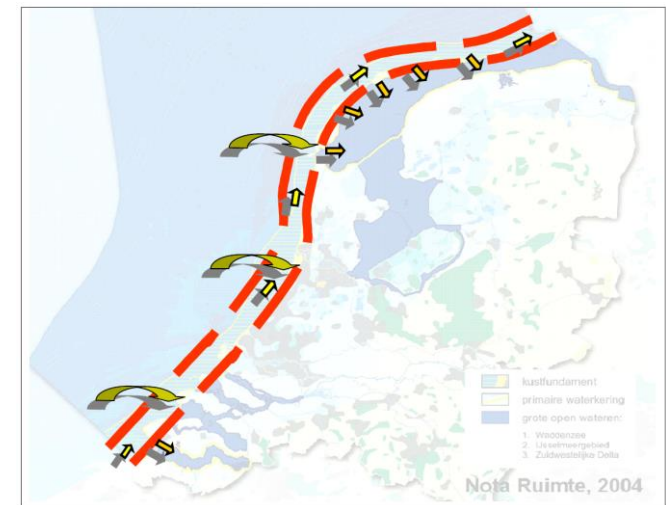 kustfundament
primaire waterkering
grote open wateren:
1. Waddenzee
2. IJsselmeergebied
3. Zuidwestelijke Delta
Nota Ruimte, 2004